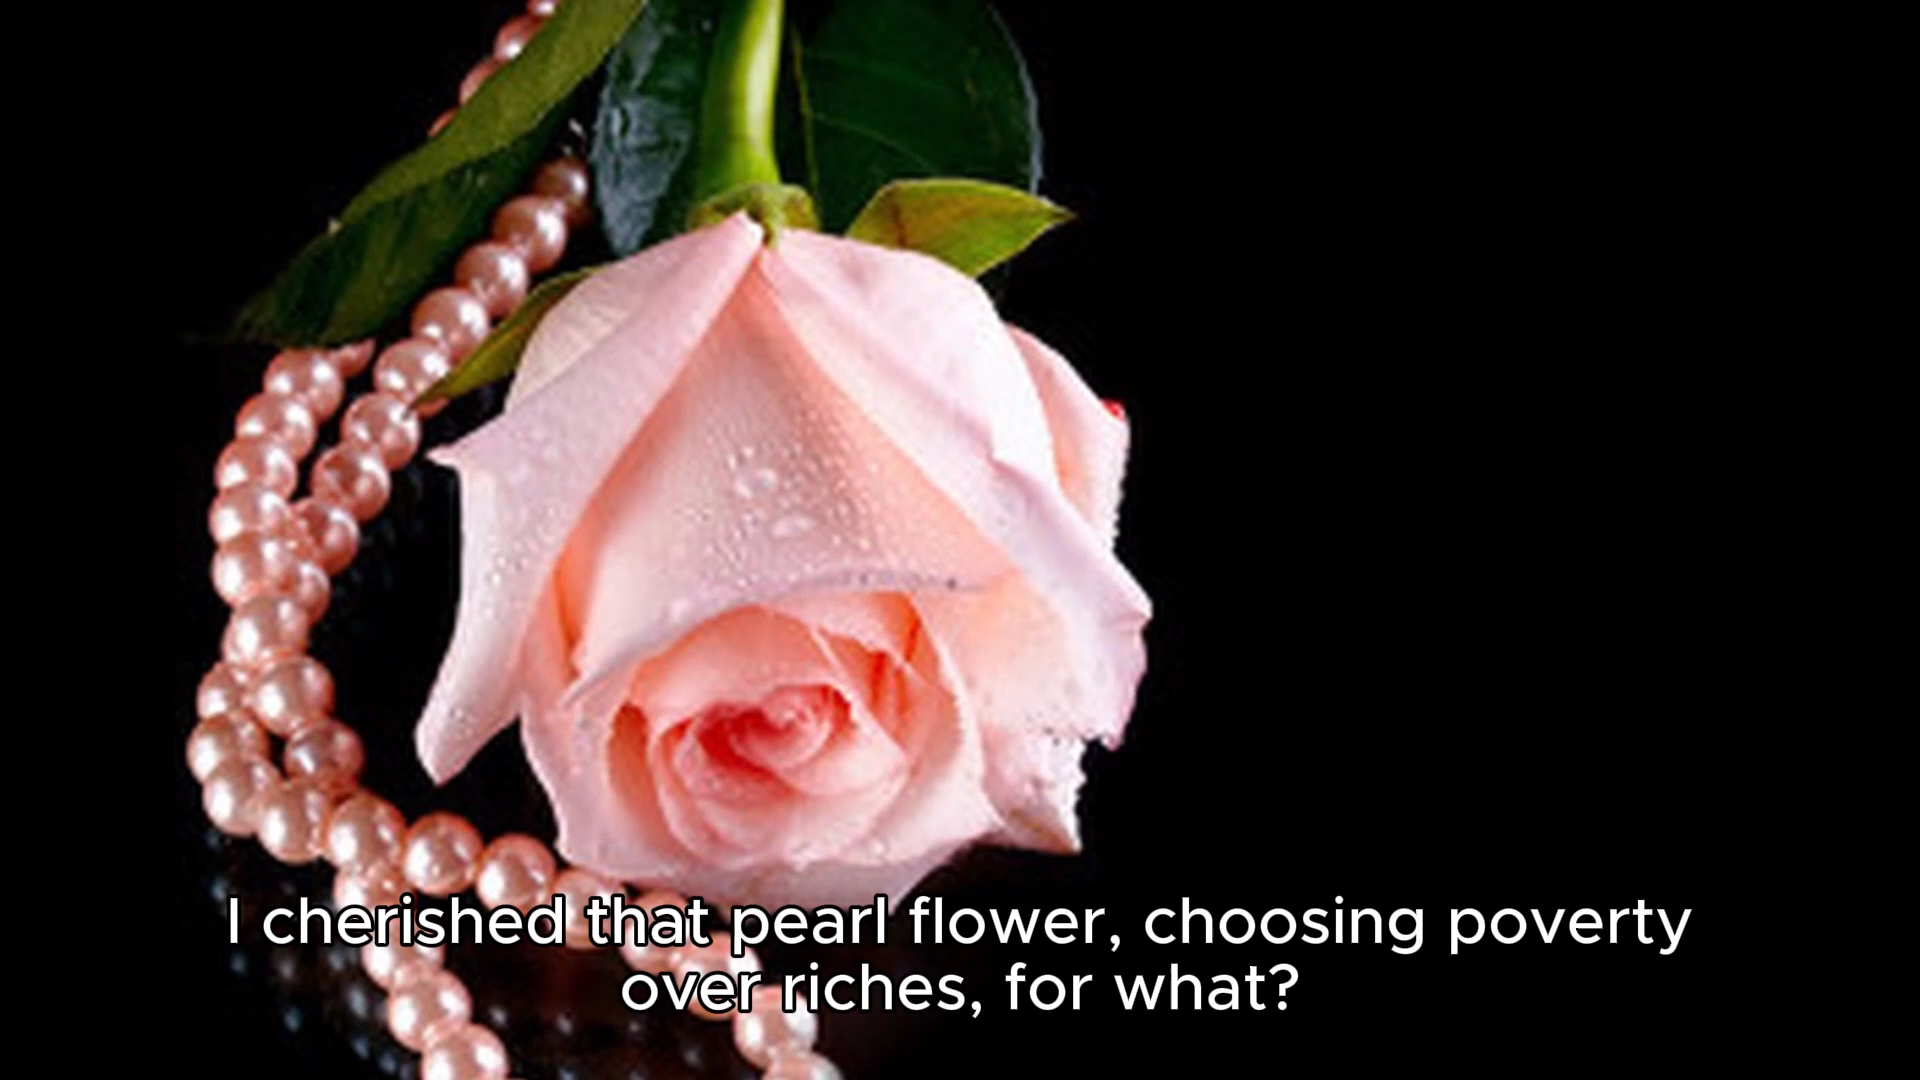 I cherished that pearl flower, choosing poverty
over riches, for what?